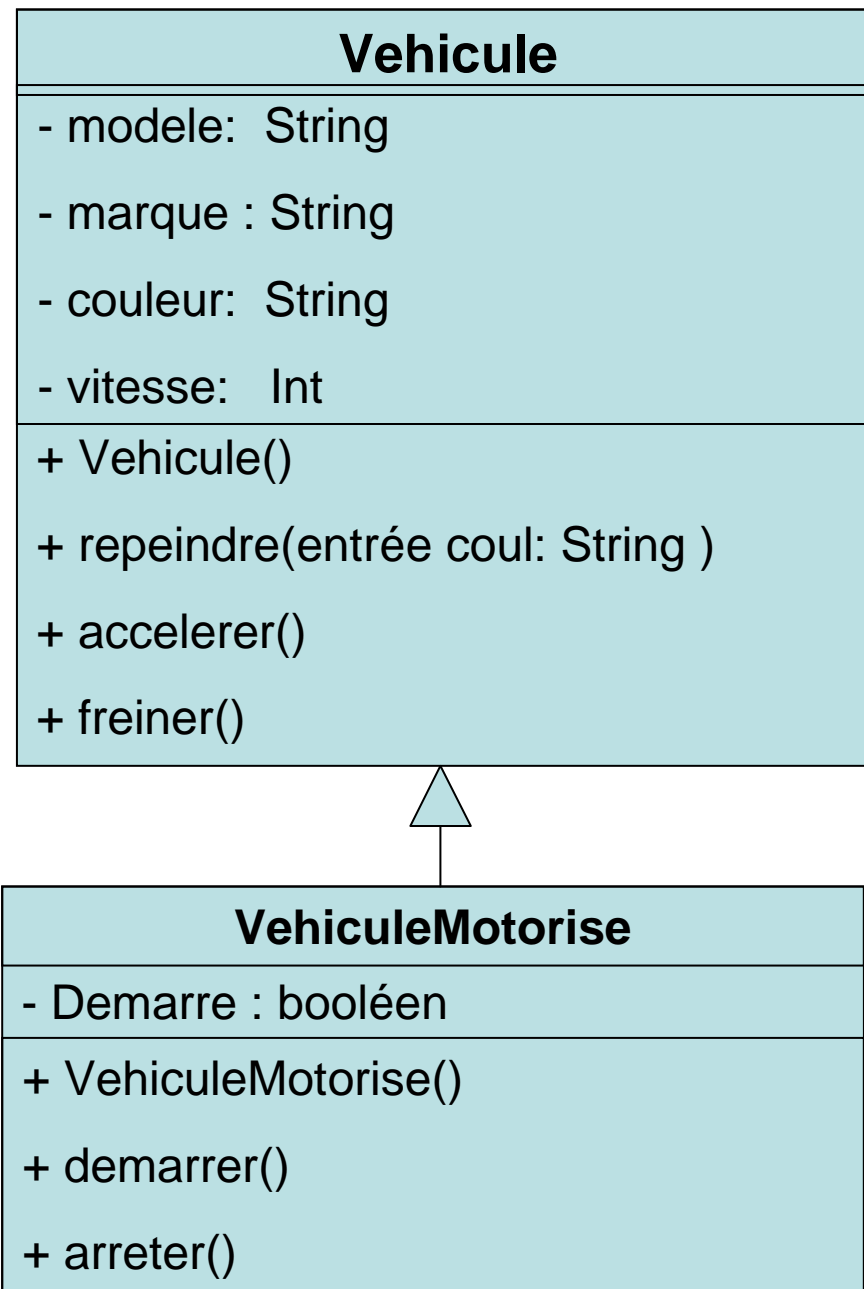 Vehicule
- modele: String
- marque : String
- couleur: String
- vitesse: Int
+ Vehicule()
+ repeindre(entrée coul: String )
+ accelerer()
+ freiner()
VehiculeMotorise
- Demarre : booléen
+ VehiculeMotorise()
+ demarrer()
+ arreter()